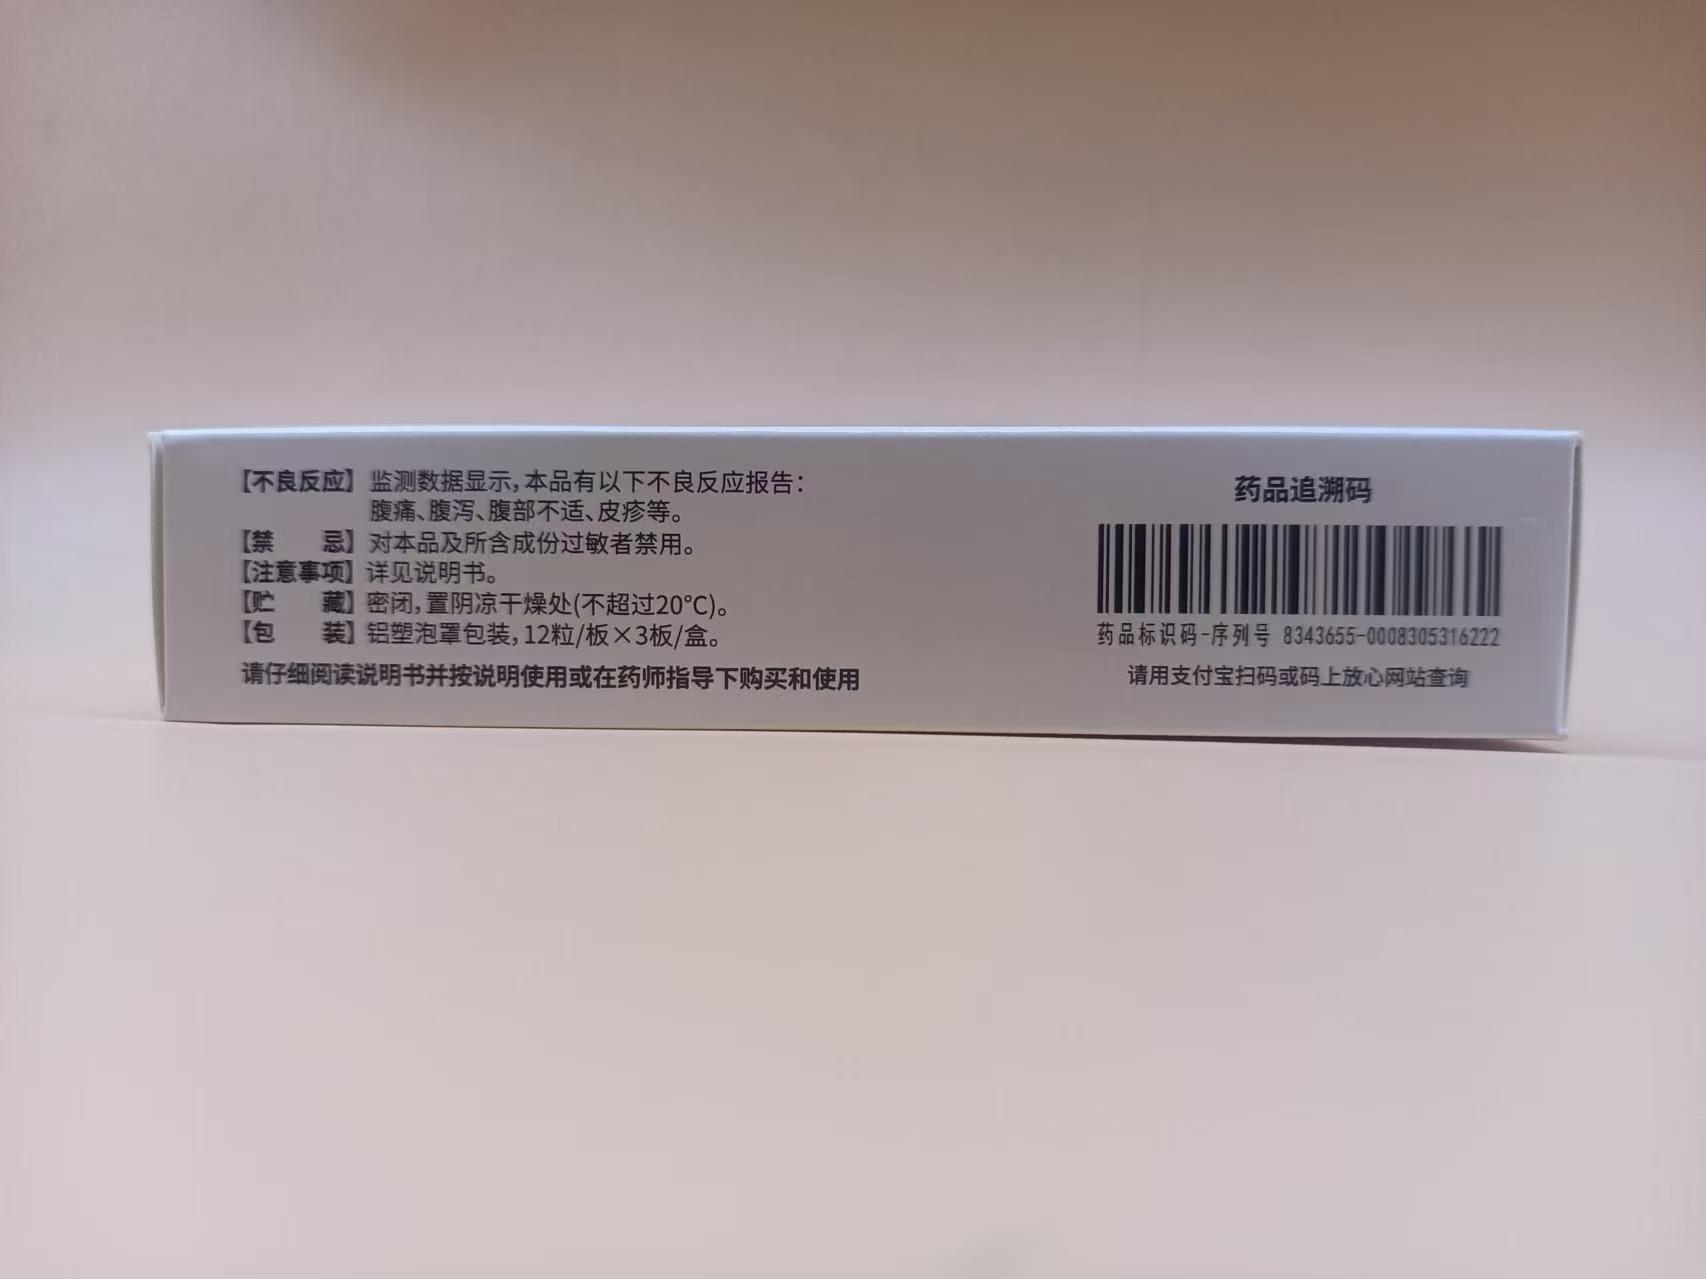 【不良反应】监测数据显示，本品有以下不良反应报告：
腹痛、腹泻、腹部不适、皮疹等。
【禁 忌】对本品及所含成份过敏者禁用。
【注意事项】详见说明书。
【贮 藏】密闭，置阴凉干燥处(不超过20℃)。
【包 装】铝塑泡罩包装，12粒/板×3板/盒。
请仔细阅读说明书并按说明使用或在药师指导下购买和使用
药品追溯码
药品标识码-序列号 8343655-0008305316222
请用支付宝扫码或码上放心网站查询